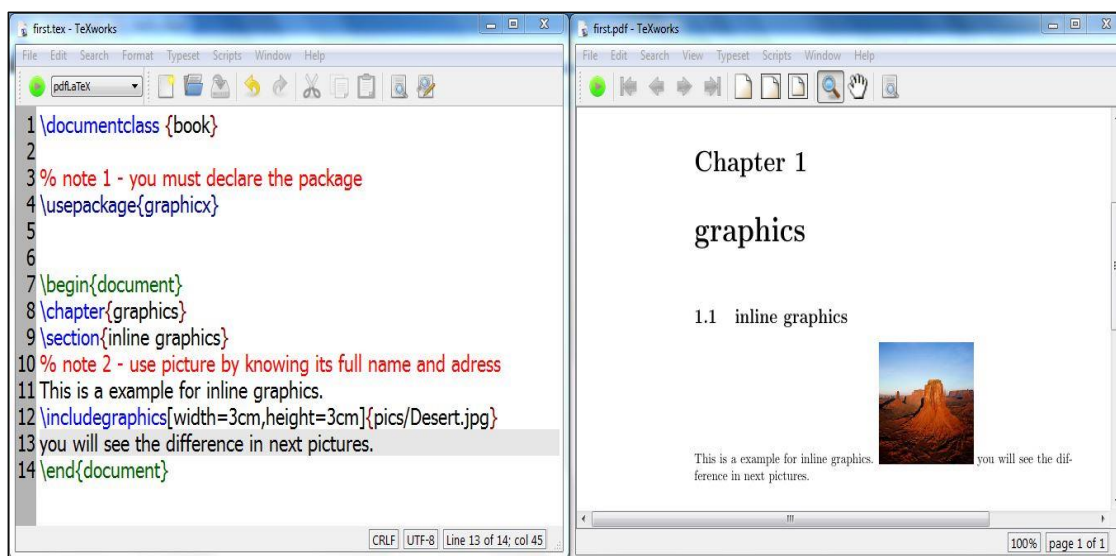 first.tex - TeXworks
File Edit Search Format Typeset Scripts Window Help
pdfLaTeX
1 \documentclass {book}
2
3 % note 1 - you must declare the package
4 \usepackage{graphicx}
5
6
7 \begin{document}
8 \chapter{graphics}
9 \section{inline graphics}
10 % note 2 - use picture by knowing its full name and adress
11 This is a example for inline graphics.
12 \includegraphics[width=3cm,height=3cm]{pics/Desert.jpg}
13 you will see the difference in next pictures.
14 \end{document}
CRLF UTF-8 Line 13 of 14; col 45
first.pdf - TeXworks
File Edit Search View Typeset Scripts Window Help
Chapter 1
graphics
1.1 inline graphics
This is a example for inline graphics. you will see the dif-
ference in next pictures.
100% page 1 of 1